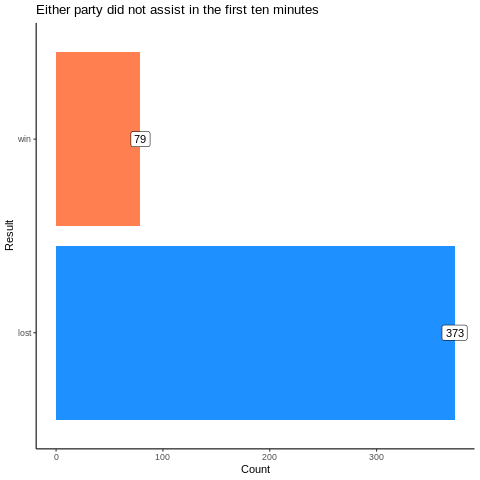 Either party did not assist in the first ten minutes
win
79
Result
lost
373
0 100 200 300
Count